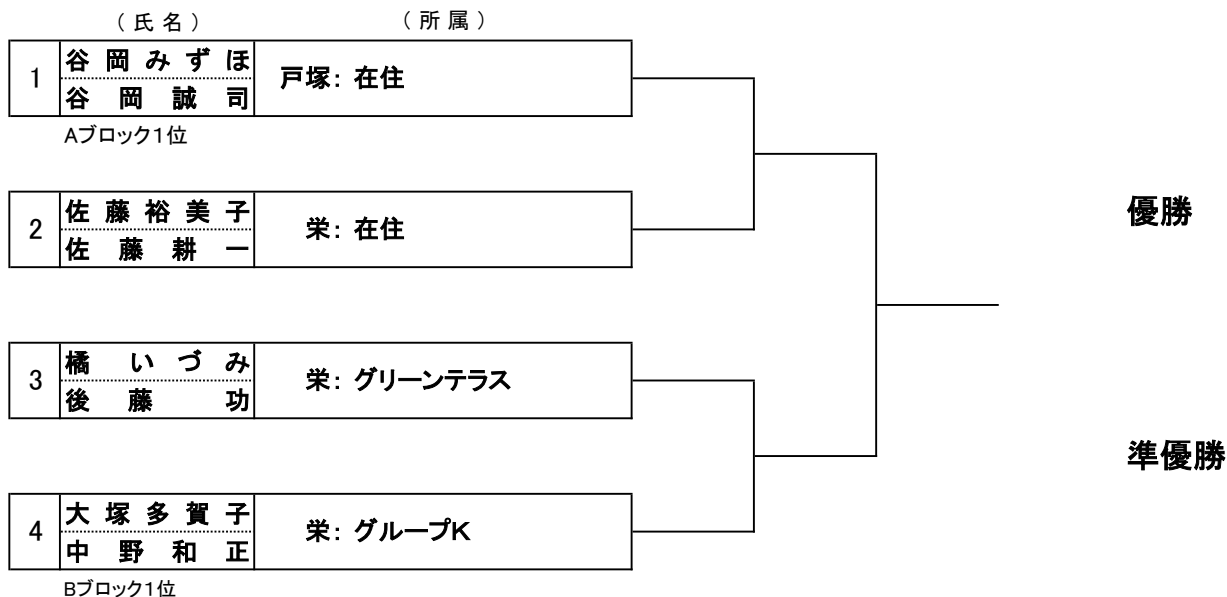 （ 氏 名 ） （ 所 属 ）
1 谷 岡 み ず ほ 戸塚： 在住
谷 岡 誠 司
Aブロック１位
2 佐 藤 裕 美 子 栄： 在住
佐 藤 耕 一
優勝
3 橘 い づ み 栄： グリーンテラス
後 藤 功
準優勝
4 大 塚 多 賀 子 栄： グループK
中 野 和 正
Bブロック１位